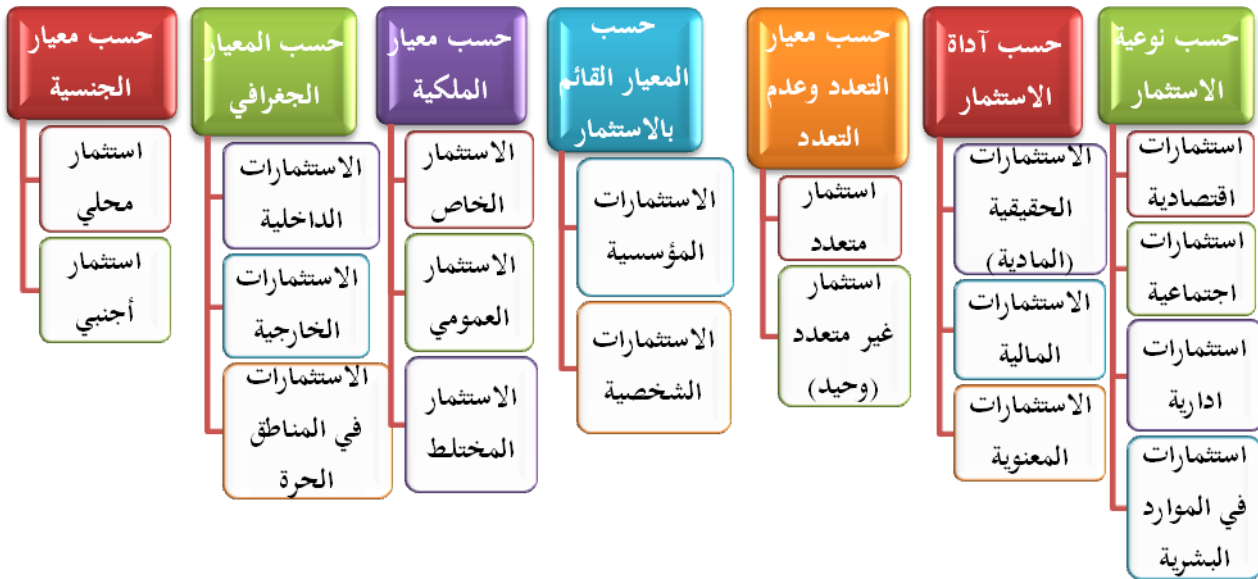 حسب نوعية
الاستثمار
استثمارات
اقتصادية
استثمارات
اجتماعية
استثمارات
ادارية
استثمارات
في الموارد
البشرية
حسب آداة
الاستثمار
الاستثمارات
الحقيقية
(المادية)
الاستثمارات
المالية
الاستثمارات
المعنوية
حسب معيار
التعدد وعدم
التعدد
استثمار
متعدد
استثمار
غير متعدد
(وحيد)
حسب
المعيار القائم
بالاستثمار
الاستثمارات
المؤسسية
الاستثمارات
الشخصية
حسب معيار
الملكية
الاستثمار
الخاص
الاستثمار
العمومي
الاستثمار
المختلط
حسب المعيار
الجغرافي
الاستثمارات
الداخلية
الاستثمارات
الخارجية
الاستثمارات
في المناطق
الحرة
حسب معيار
الجنسية
استثمار
محلي
استثمار
أجنبي